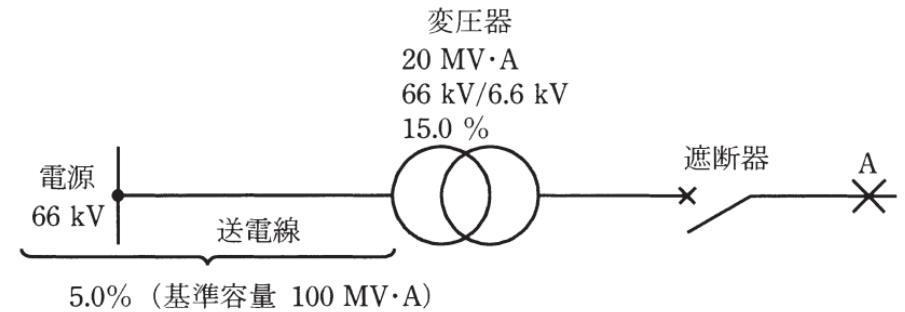 変圧器
20 MV·A
66 kV/6.6 kV
15.0 %
遮断器
A
電源
66 kV
送電線
5.0% (基準容量 100 MV·A)